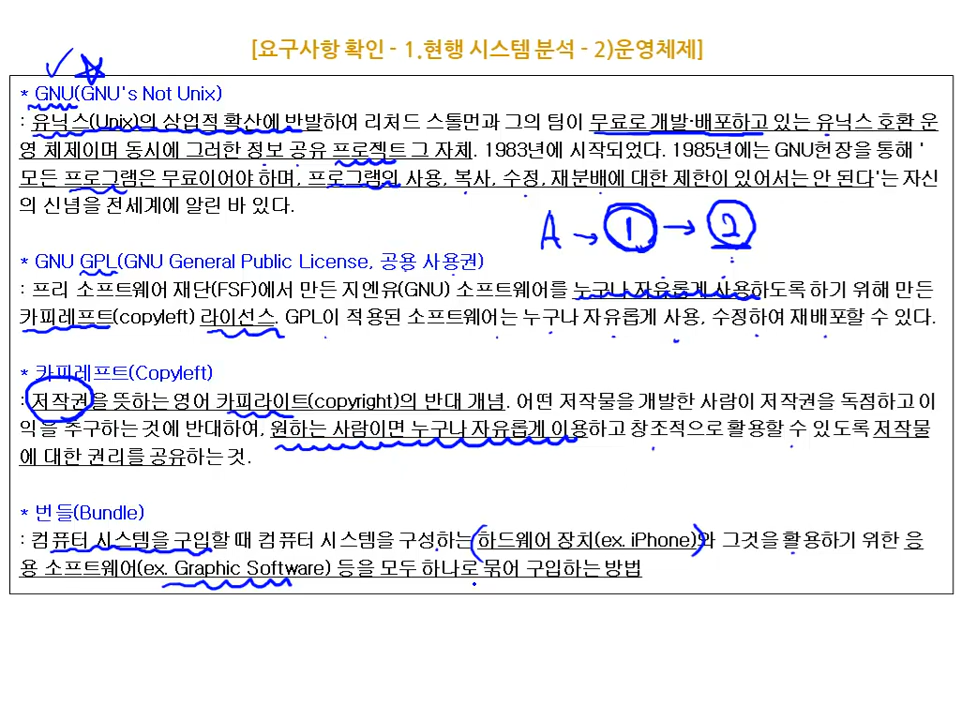 [요구사항 확인 - 1.현행 시스템 분석 - 2)운영체제]
* GNU(GNU's Not Unix)
: 유닉스(Unix)의 상업적 확산에 반발하여 리처드 스톨먼과 그의 팀이 무료로 개발·배포하고 있는 유닉스 호환 운
영 체제이며 동시에 그러한 정보 공유 프로젝트 그 자체. 1983년에 시작되었다. 1985년에는 GNU헌장을 통해 '
모든 프로그램은 무료이어야 하며, 프로그램의 사용, 복사, 수정, 재분배에 대한 제한이 있어서는 안 된다'는 자신
의 신념을 전세계에 알린 바 있다.
A → 1 → 2
* GNU GPL(GNU General Public License, 공용 사용권)
: 프리 소프트웨어 재단(FSF)에서 만든 지엔유(GNU) 소프트웨어를 누구나 자유롭게 사용하도록 하기 위해 만든
카피레프트(copyleft) 라이선스. GPL이 적용된 소프트웨어는 누구나 자유롭게 사용, 수정하여 재배포할 수 있다.
* 카피레프트(Copyleft)
: 저작권을 뜻하는 영어 카피라이트(copyright)의 반대 개념. 어떤 저작물을 개발한 사람이 저작권을 독점하고 이
익을 추구하는 것에 반대하여, 원하는 사람이면 누구나 자유롭게 이용하고 창조적으로 활용할 수 있도록 저작물
에 대한 권리를 공유하는 것.
* 번들(Bundle)
: 컴퓨터 시스템을 구입할 때 컴퓨터 시스템을 구성하는 하드웨어 장치(ex. iPhone)와 그것을 활용하기 위한 응
용 소프트웨어(ex. Graphic Software) 등을 모두 하나로 묶어 구입하는 방법